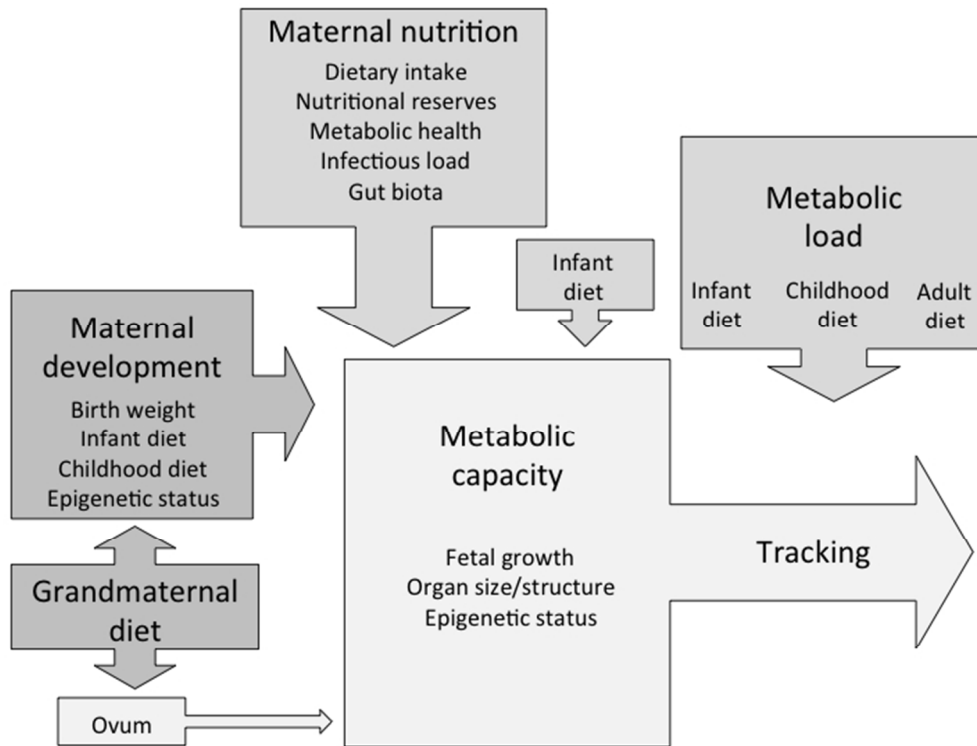 Maternal nutrition
Dietary intake
Nutritional reserves
Metabolic health
Infectious load
Gut biota
Infant
diet
Metabolic
load
Infant
diet
Childhood
diet
Adult
diet
Maternal
development
Birth weight
Infant diet
Childhood diet
Epigenetic status
Grandmaternal
diet
Ovum
Metabolic
capacity
Fetal growth
Organ size/structure
Epigenetic status
Tracking